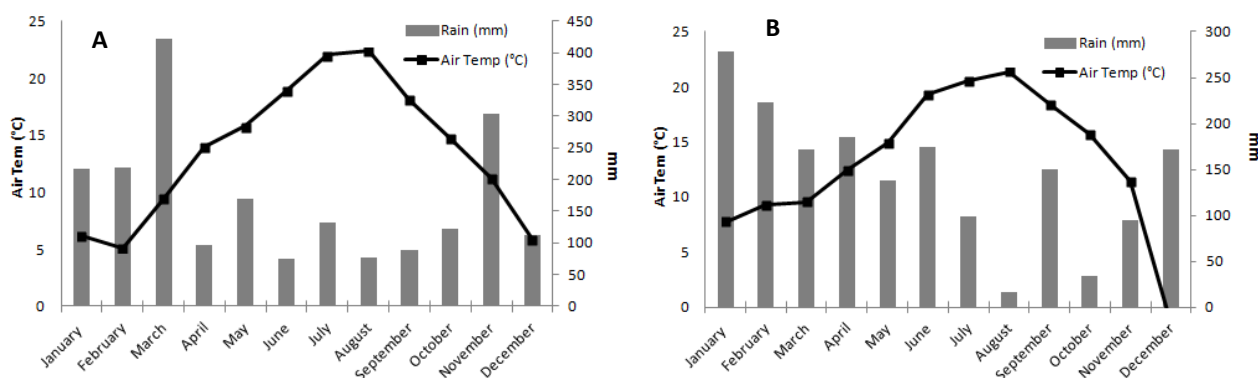 A
Rain (mm)
Air Temp (°C)
Air Tem (°C)
25
20
15
10
5
0
450
400
350
300
250
200
150
100
50
0
mm
January
February
March
April
May
June
July
August
September
October
November
December
B
Rain (mm)
Air Temp (°C)
Air Tem (°C)
25
20
15
10
5
0
300
250
200
150
100
50
0
mm
January
February
March
April
May
June
July
August
September
October
November
December